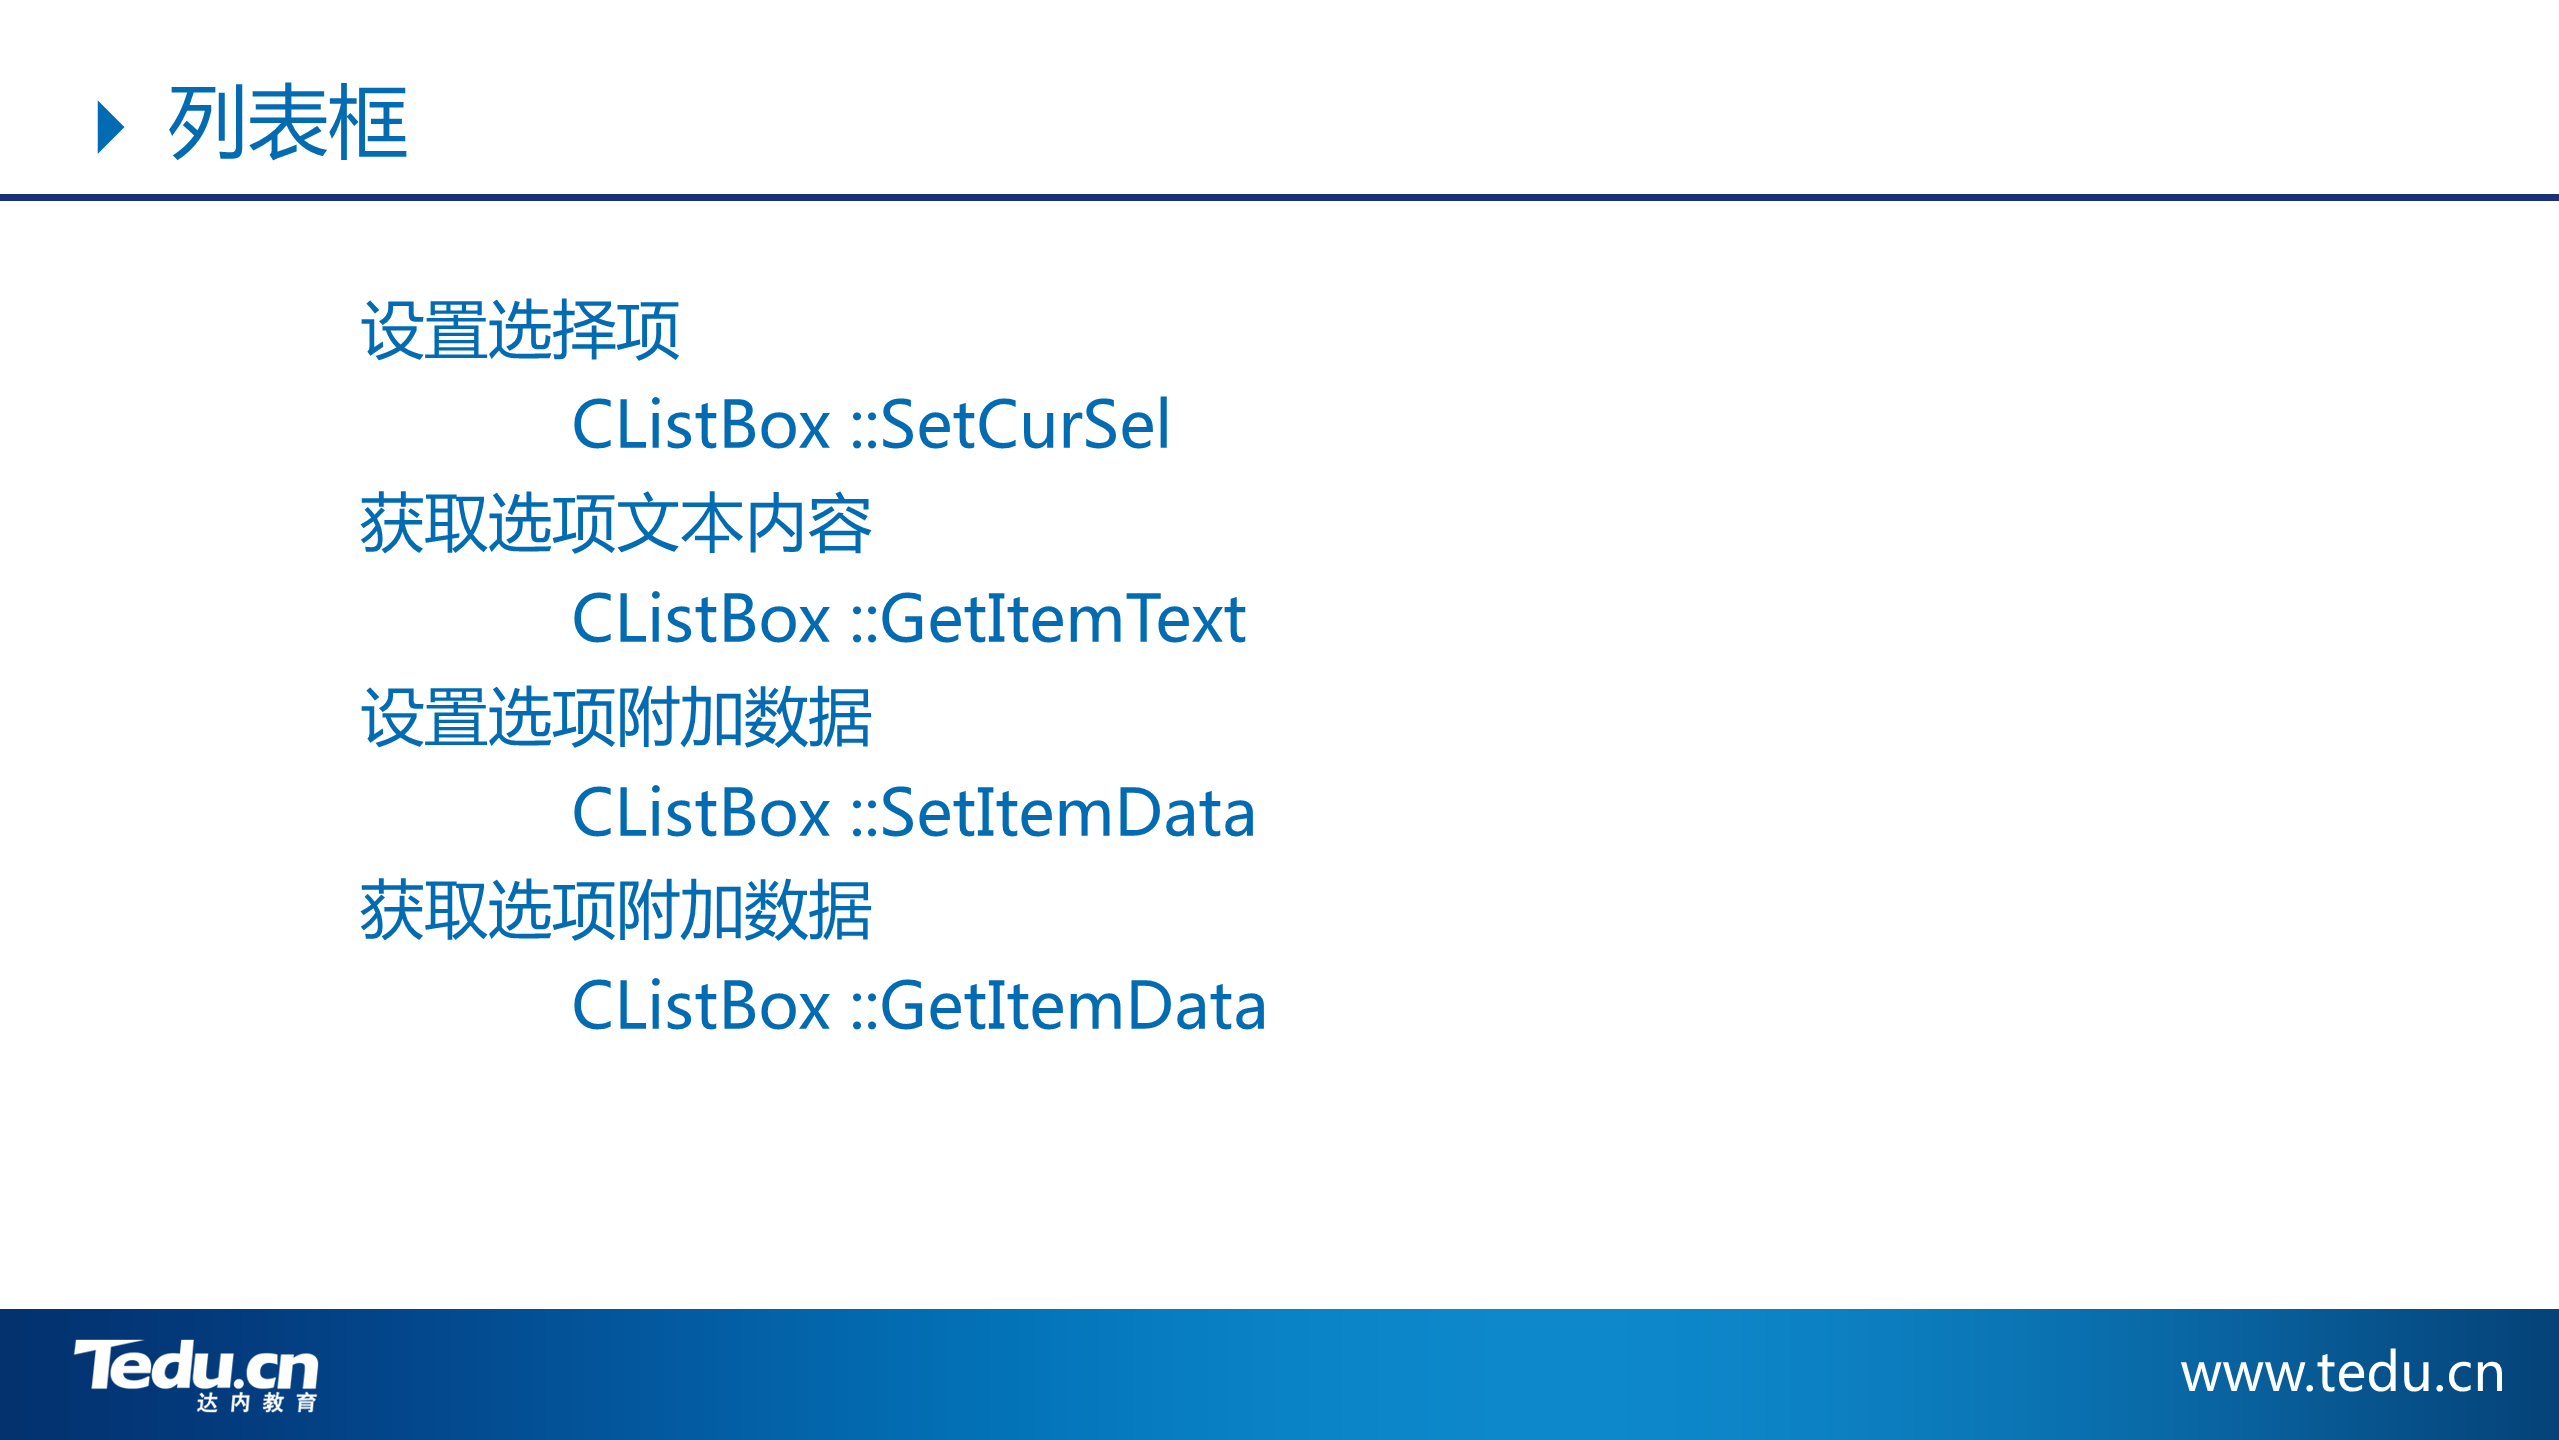 列表框
设置选择项
CListBox ::SetCurSel
获取选项文本内容
CListBox ::GetItemText
设置选项附加数据
CListBox ::SetItemData
获取选项附加数据
CListBox ::GetItemData
Tedu.cn
达内教育
www.tedu.cn